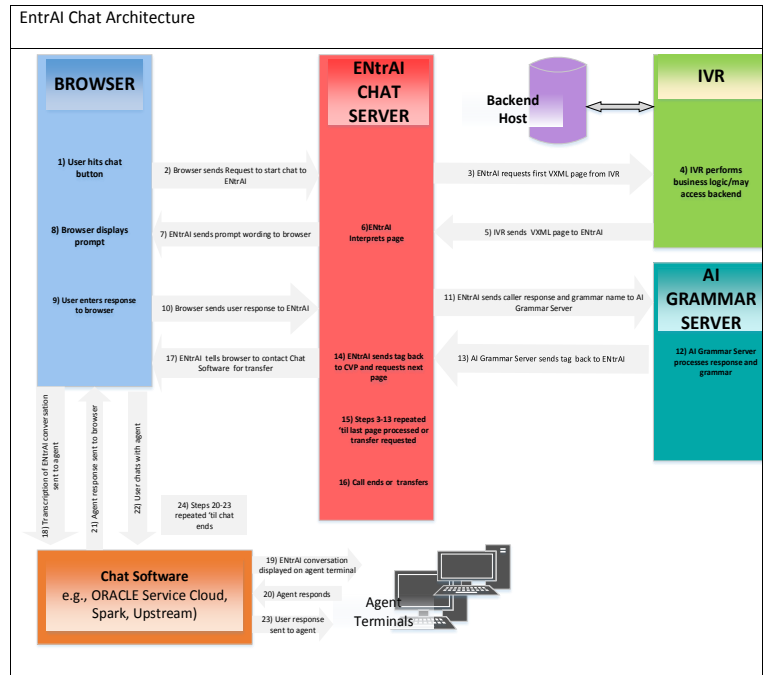 EntrAI Chat Architecture
BROWSER
ENtrAI
CHAT
SERVER
Backend
Host
IVR
1) User hits chat
button
2) Browser sends Request to start chat to
ENtrAI
3) ENtrAI requests first VXML page from IVR
4) IVR performs
business logic/may
access backend
8) Browser displays
prompt
7) ENtrAI sends prompt wording to browser
6)ENtrAI
Interprets page
5) IVR sends VXML page to ENtrAI
9) User enters response
to browser
10) Browser sends user response to ENtrAI
11) ENtrAI sends caller response and grammar name to AI
Grammar Server
AI
GRAMMAR
SERVER
17) ENtrAI tells browser to contact Chat
Software for transfer
14) ENtrAI sends tag back
to CVP and requests next
page
13) AI Grammar Server sends tag back to ENtrAI
12) AI Grammar Server
processes response and
grammar
15) Steps 3-13 repeated
'til last page processed or
transfer requested
16) Call ends or transfers
18) Transcription of ENtrAI conversation
sent to agent
21) Agent response sent to browser
22) User chats with agent
24) Steps 20-23
repeated 'til chat
ends
Chat Software
e.g., ORACLE Service Cloud,
Spark, Upstream)
19) ENtrAI conversation
displayed on agent terminal
20) Agent responds
23) User response
sent to agent
Agent
Terminals